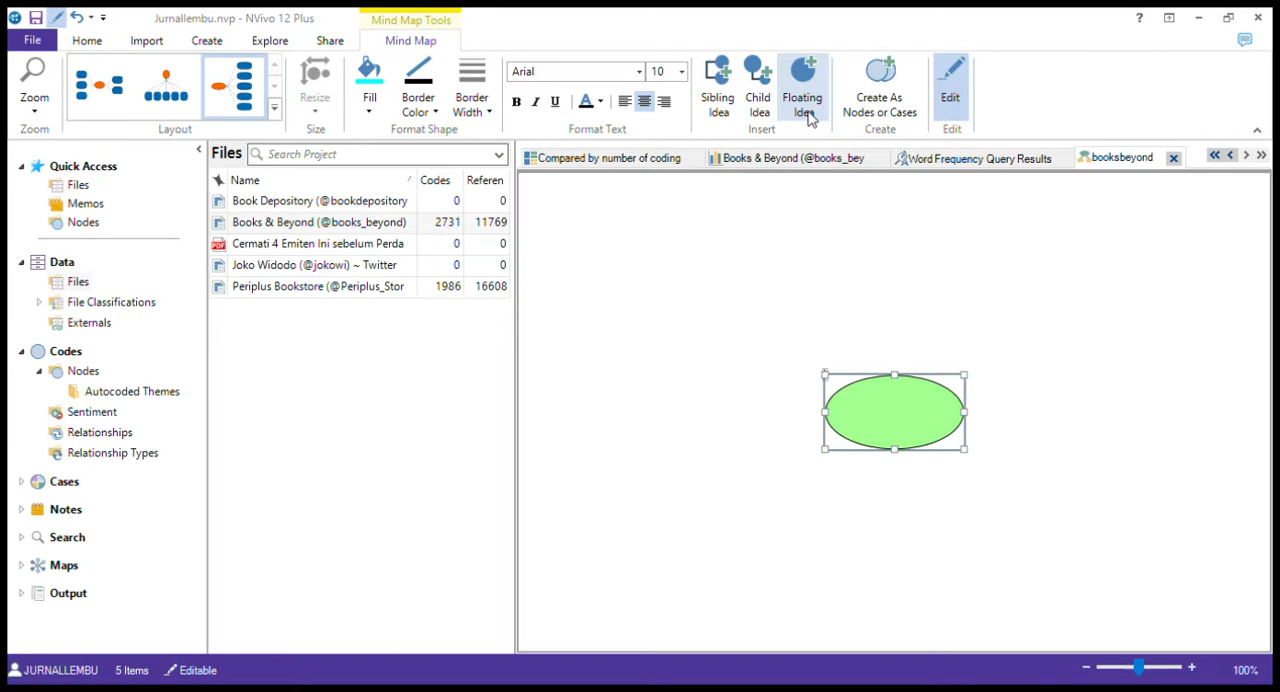 Jurnallembu.nvp - NVivo 12 Plus
Mind Map Tools
?
File
Home
Import
Create
Explore
Share
Mind Map
Zoom
Zoom
Layout
Resize
Size
Fill
Border
Color
Border
Width
Format Shape
Arial
10
B I U A
Format Text
Sibling
Idea
Child
Idea
Floating
Idea
Insert
Create As
Nodes or Cases
Create
Edit
Edit
Quick Access
Files
Memos
Nodes
Data
Files
File Classifications
Externals
Codes
Nodes
Autocoded Themes
Sentiment
Relationships
Relationship Types
Cases
Notes
Search
Maps
Output
Files
Search Project
Name Codes Referen
Book Depository (@bookdepository 0 0
Books & Beyond (@books_beyond) 2731 11769
PDF Cermati 4 Emiten Ini sebelum Perda 0 0
Joko Widodo (@jokowi) ~ Twitter 0 0
Periplus Bookstore (@Periplus_Stor 1986 16608
Compared by number of coding
Books & Beyond (@books_bey
Word Frequency Query Results
booksbeyond
JURNALLEMBU 5 Items Editable
100%